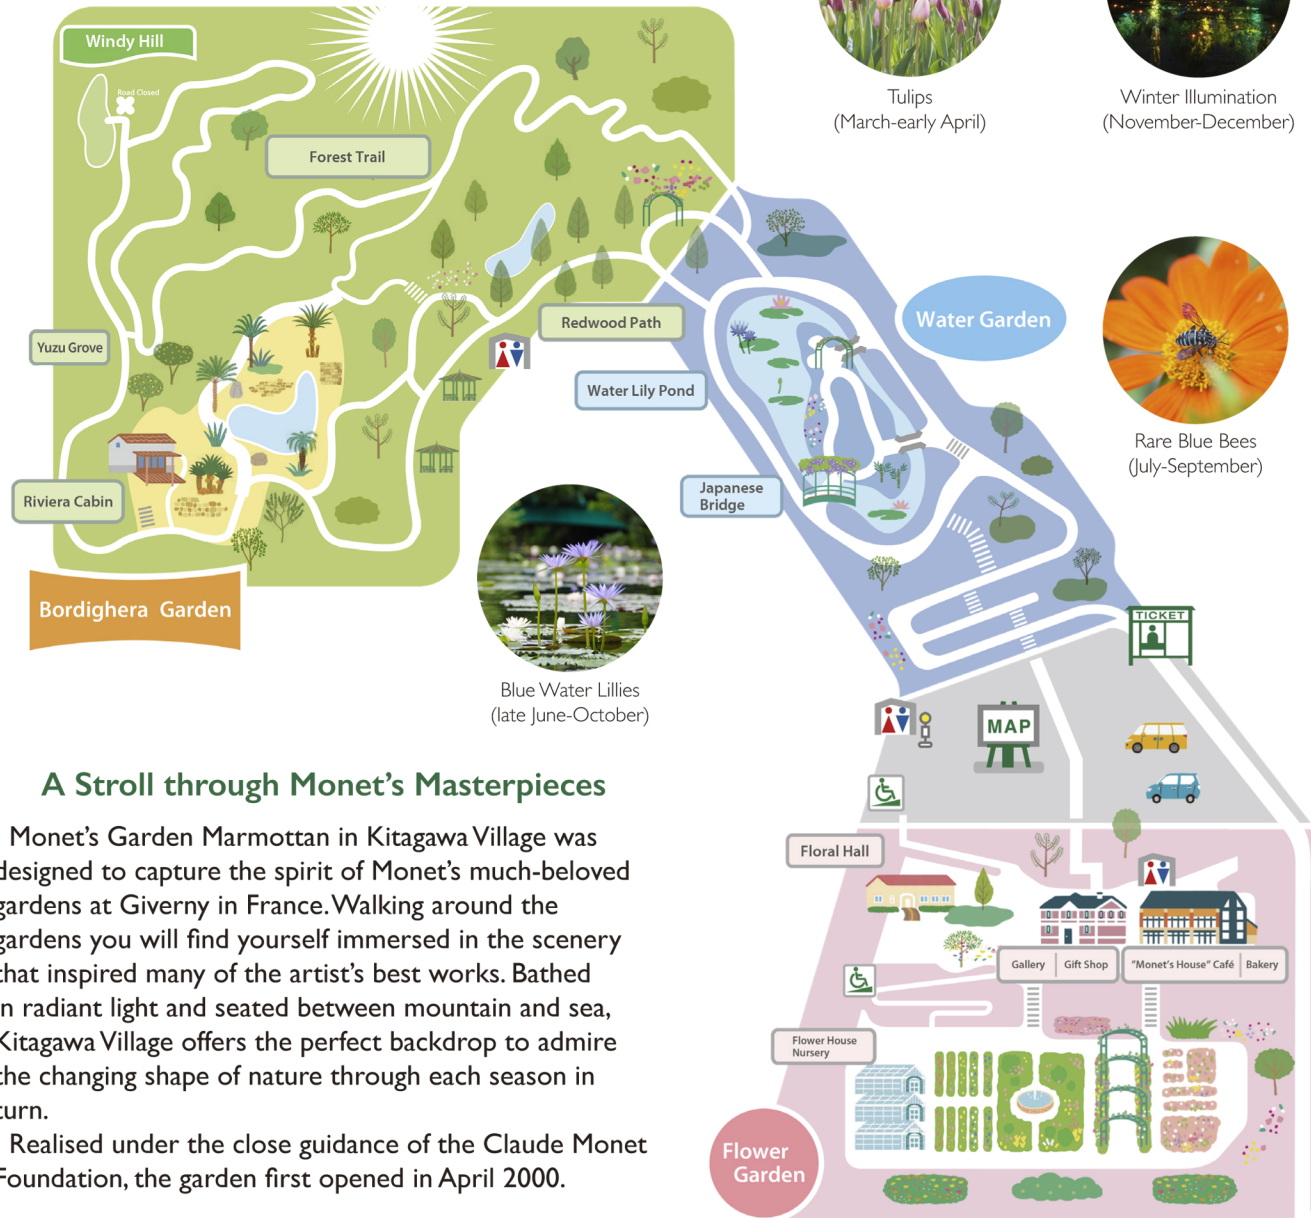 Windy Hill
Road Closed
Forest Trail
Tulips
(March-early April)
Winter Illumination
(November-December)
Yuzu Grove
Redwood Path
Water Garden
Water Lily Pond
Rare Blue Bees
(July-September)
Riviera Cabin
Japanese
Bridge
Bordighera Garden
TICKET
Blue Water Lillies
(late June-October)
MAP
A Stroll through Monet's Masterpieces
Monet's Garden Marmottan in Kitagawa Village was
designed to capture the spirit of Monet's much-beloved
gardens at Giverny in France. Walking around the
gardens you will find yourself immersed in the scenery
that inspired many of the artist's best works. Bathed
in radiant light and seated between mountain and sea,
Kitagawa Village offers the perfect backdrop to admire
the changing shape of nature through each season in
turn.
Realised under the close guidance of the Claude Monet
Foundation, the garden first opened in April 2000.
Floral Hall
Gallery
Gift Shop
"Monet's House" Café
Bakery
Flower House
Nursery
Flower
Garden